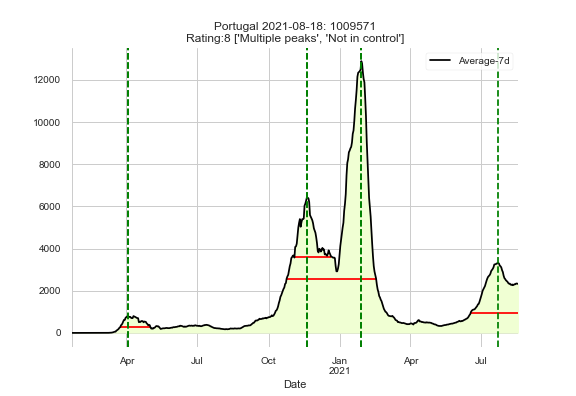 Portugal 2021-08-18: 1009571
Rating:8 ['Multiple peaks', 'Not in control']
Average-7d
12000
10000
8000
6000
4000
2000
0
Apr Jul Oct Jan Apr Jul
2021
Date